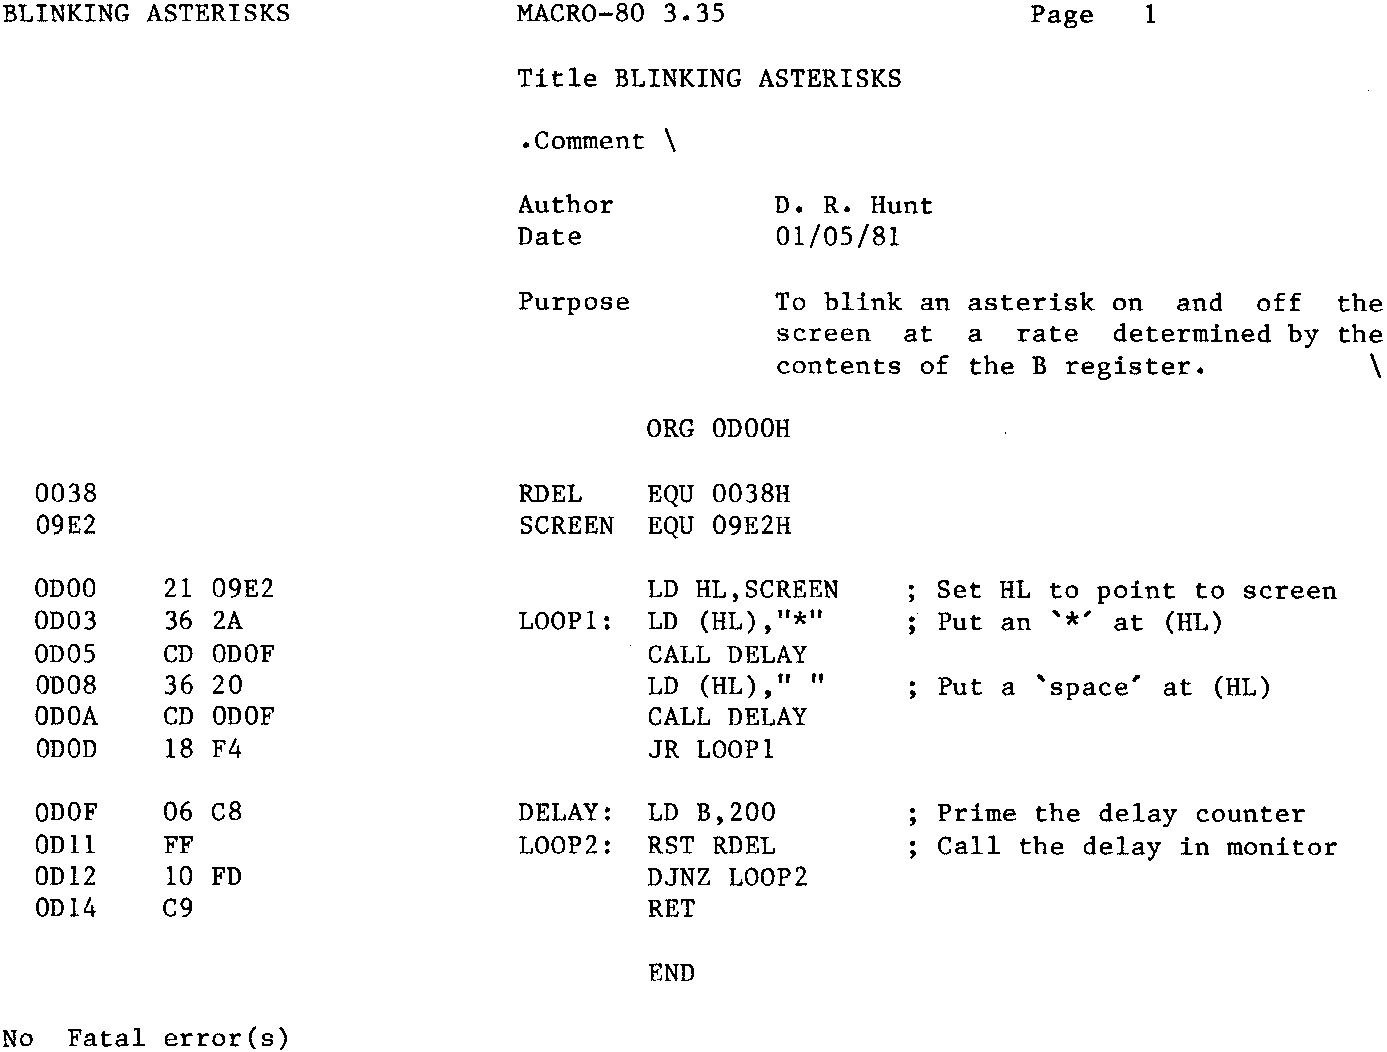 BLINKING ASTERISKS MACRO-80 3.35 Page 1
Title BLINKING ASTERISKS
.Comment \
Author D. R. Hunt
Date 01/05/81
Purpose To blink an asterisk on and off the
screen at a rate determined by the
contents of the B register. \
ORG 0D00H
0038 RDEL EQU 0038H
09E2 SCREEN EQU 09E2H
0D00 21 09E2 LD HL,SCREEN ; Set HL to point to screen
0D03 36 2A LOOP1: LD (HL),"*" ; Put an `*´ at (HL)
0D05 CD 0D0F CALL DELAY
0D08 36 20 LD (HL)," " ; Put a `space´ at (HL)
0D0A CD 0D0F CALL DELAY
0D0D 18 F4 JR LOOP1
0D0F 06 C8 DELAY: LD B,200 ; Prime the delay counter
0D11 FF LOOP2: RST RDEL ; Call the delay in monitor
0D12 10 FD DJNZ LOOP2
0D14 C9 RET
END
No Fatal error(s)